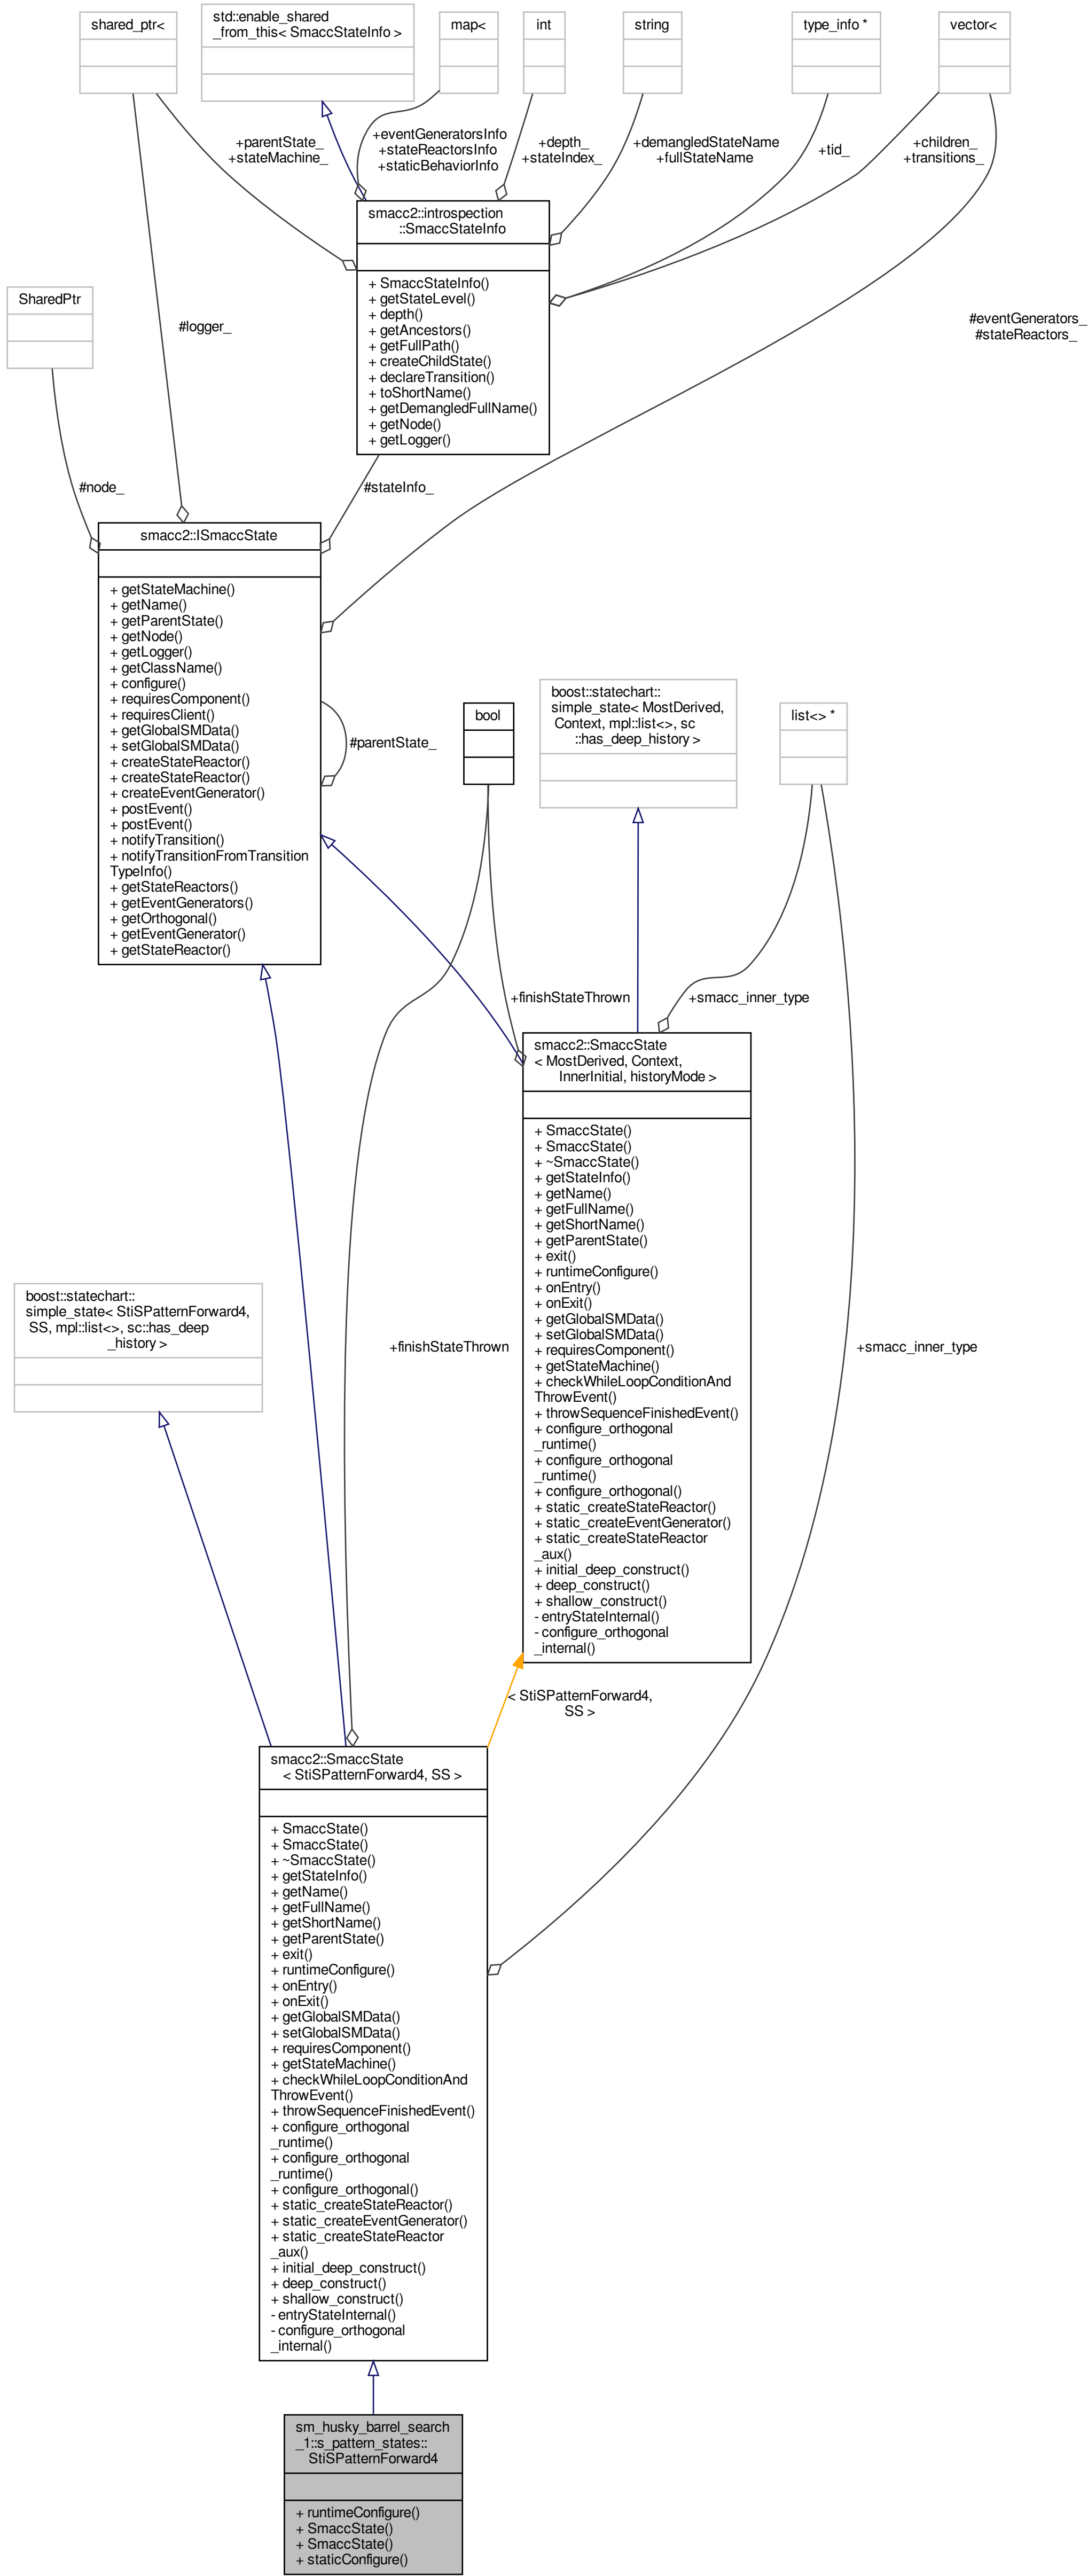 shared_ptr<
std::enable_shared
_from_this< SmaccStateInfo >
map<
int
string
type_info *
vector<
+parentState_
+stateMachine_
+eventGeneratorsInfo
+stateReactorsInfo
+staticBehaviorInfo
+depth_
+stateIndex_
+demangledStateName
+fullStateName
+tid_
+children_
+transitions_
smacc2::introspection
::SmaccStateInfo
+ SmaccStateInfo()
+ getStateLevel()
+ depth()
+ getAncestors()
+ getFullPath()
+ createChildState()
+ declareTransition()
+ toShortName()
+ getDemangledFullName()
+ getNode()
+ getLogger()
SharedPtr
#logger_
#eventGenerators_
#stateReactors_
#node_
#stateInfo_
smacc2::ISmaccState
+ getStateMachine()
+ getName()
+ getParentState()
+ getNode()
+ getLogger()
+ getClassName()
+ configure()
+ requiresComponent()
+ requiresClient()
+ getGlobalSMData()
+ setGlobalSMData()
+ createStateReactor()
+ createStateReactor()
+ createEventGenerator()
+ postEvent()
+ postEvent()
+ notifyTransition()
+ notifyTransitionFromTransition
TypeInfo()
+ getStateReactors()
+ getEventGenerators()
+ getOrthogonal()
+ getEventGenerator()
+ getStateReactor()
#parentState_
bool
boost::statechart::
simple_state< MostDerived,
Context, mpl::list<>, sc
::has_deep_history >
list<> *
+finishStateThrown
+smacc_inner_type
smacc2::SmaccState
< MostDerived, Context,
InnerInitial, historyMode >
+ SmaccState()
+ SmaccState()
+ ~SmaccState()
+ getStateInfo()
+ getName()
+ getFullName()
+ getShortName()
+ getParentState()
+ exit()
+ runtimeConfigure()
+ onEntry()
+ onExit()
+ getGlobalSMData()
+ setGlobalSMData()
+ requiresComponent()
+ getStateMachine()
+ checkWhileLoopConditionAnd
ThrowEvent()
+ throwSequenceFinishedEvent()
+ configure_orthogonal
_runtime()
+ configure_orthogonal
_runtime()
+ configure_orthogonal()
+ static_createStateReactor()
+ static_createEventGenerator()
+ static_createStateReactor
_aux()
+ initial_deep_construct()
+ deep_construct()
+ shallow_construct()
- entryStateInternal()
- configure_orthogonal
_internal()
boost::statechart::
simple_state< StiSPatternForward4,
SS, mpl::list<>, sc::has_deep
_history >
+finishStateThrown
+smacc_inner_type
< StiSPatternForward4,
SS >
smacc2::SmaccState
< StiSPatternForward4, SS >
+ SmaccState()
+ SmaccState()
+ ~SmaccState()
+ getStateInfo()
+ getName()
+ getFullName()
+ getShortName()
+ getParentState()
+ exit()
+ runtimeConfigure()
+ onEntry()
+ onExit()
+ getGlobalSMData()
+ setGlobalSMData()
+ requiresComponent()
+ getStateMachine()
+ checkWhileLoopConditionAnd
ThrowEvent()
+ throwSequenceFinishedEvent()
+ configure_orthogonal
_runtime()
+ configure_orthogonal
_runtime()
+ configure_orthogonal()
+ static_createStateReactor()
+ static_createEventGenerator()
+ static_createStateReactor
_aux()
+ initial_deep_construct()
+ deep_construct()
+ shallow_construct()
- entryStateInternal()
- configure_orthogonal
_internal()
sm_husky_barrel_search
_1::s_pattern_states::
StiSPatternForward4
+ runtimeConfigure()
+ SmaccState()
+ SmaccState()
+ staticConfigure()